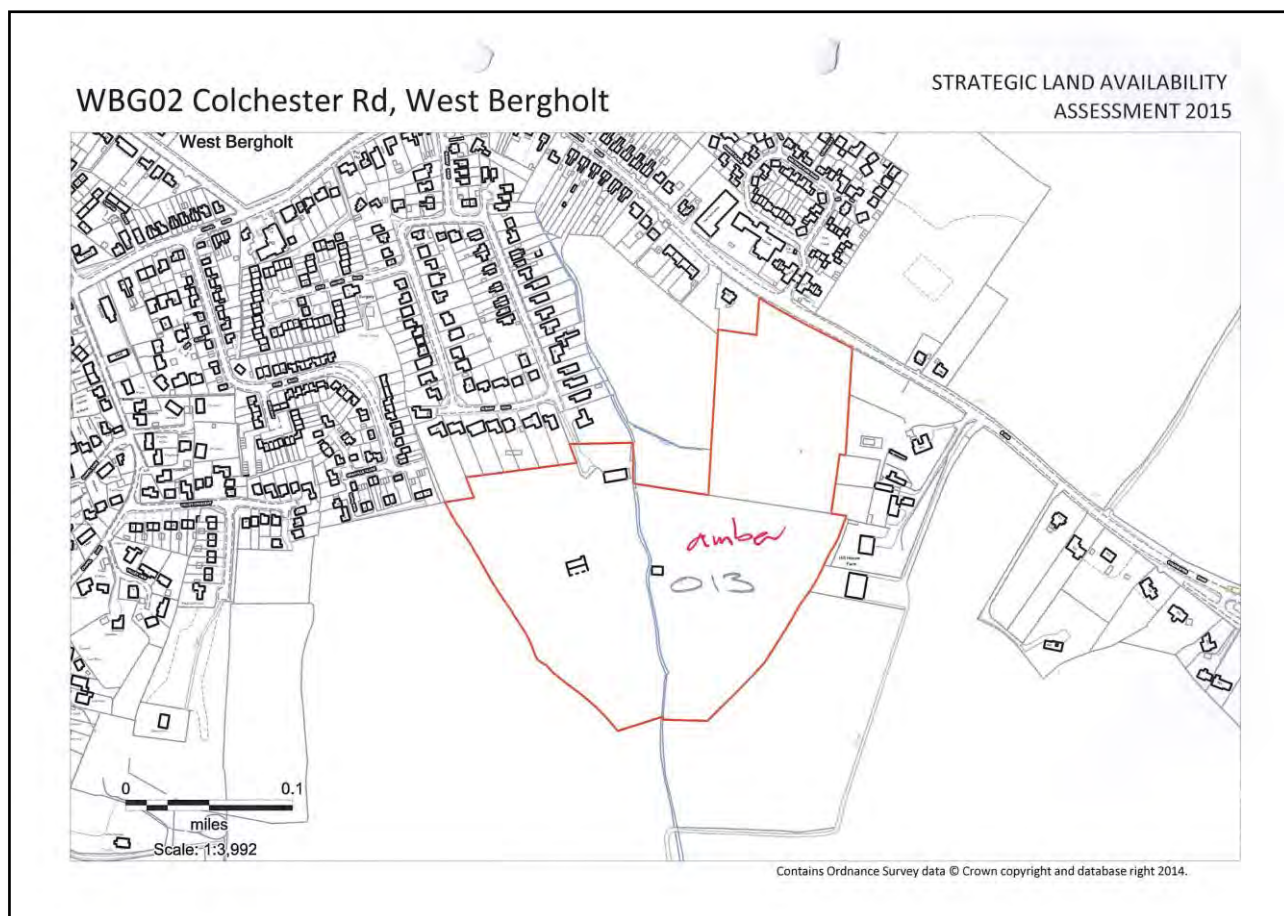 WBG02 Colchester Rd, West Bergholt
STRATEGIC LAND AVAILABILITY
ASSESSMENT 2015
West Bergholt
amber
013
0 0.1
miles
Scale: 1:3,992
Contains Ordnance Survey data © Crown copyright and database right 2014.